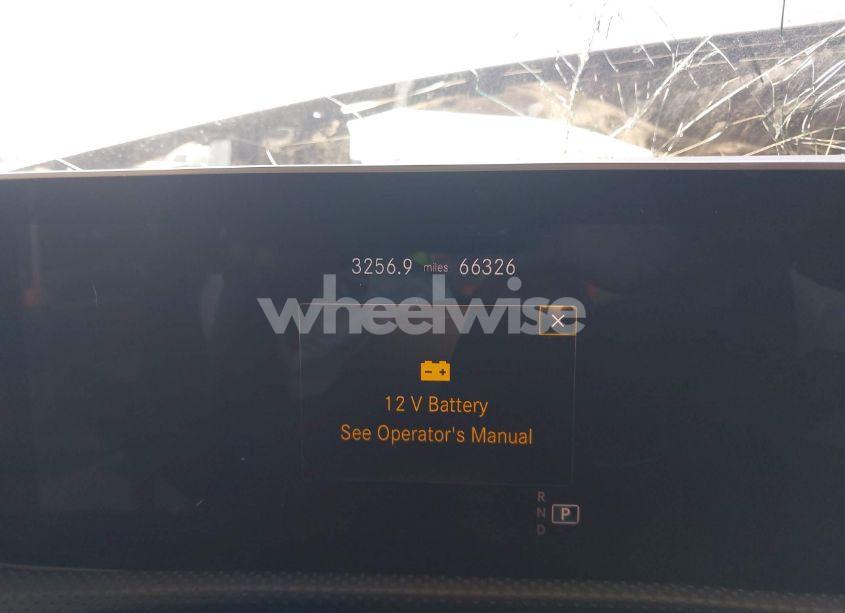 3256.9 miles 66326
wheelwise
12 V Battery
See Operator's Manual
R
N P
D